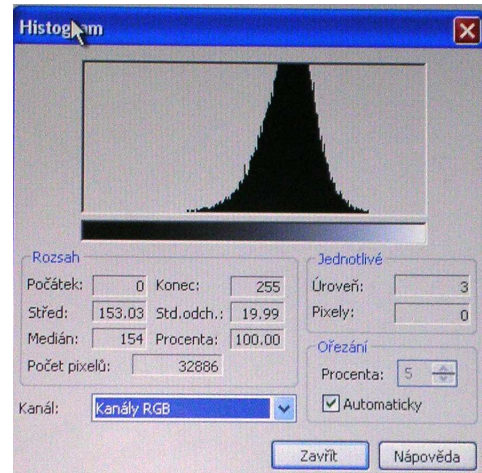 Histogram
Rozsah
Počátek: 0 Konec: 255
Střed: 153.03 Std.odch.: 19.99
Medián: 154 Procenta: 100.00
Počet pixelů: 32886
Jednotlivé
Úroveň: 3
Pixely: 0
Ořezání
Procenta: 5
Automaticky
Kanál: Kanály RGB
Zavřít Nápověda